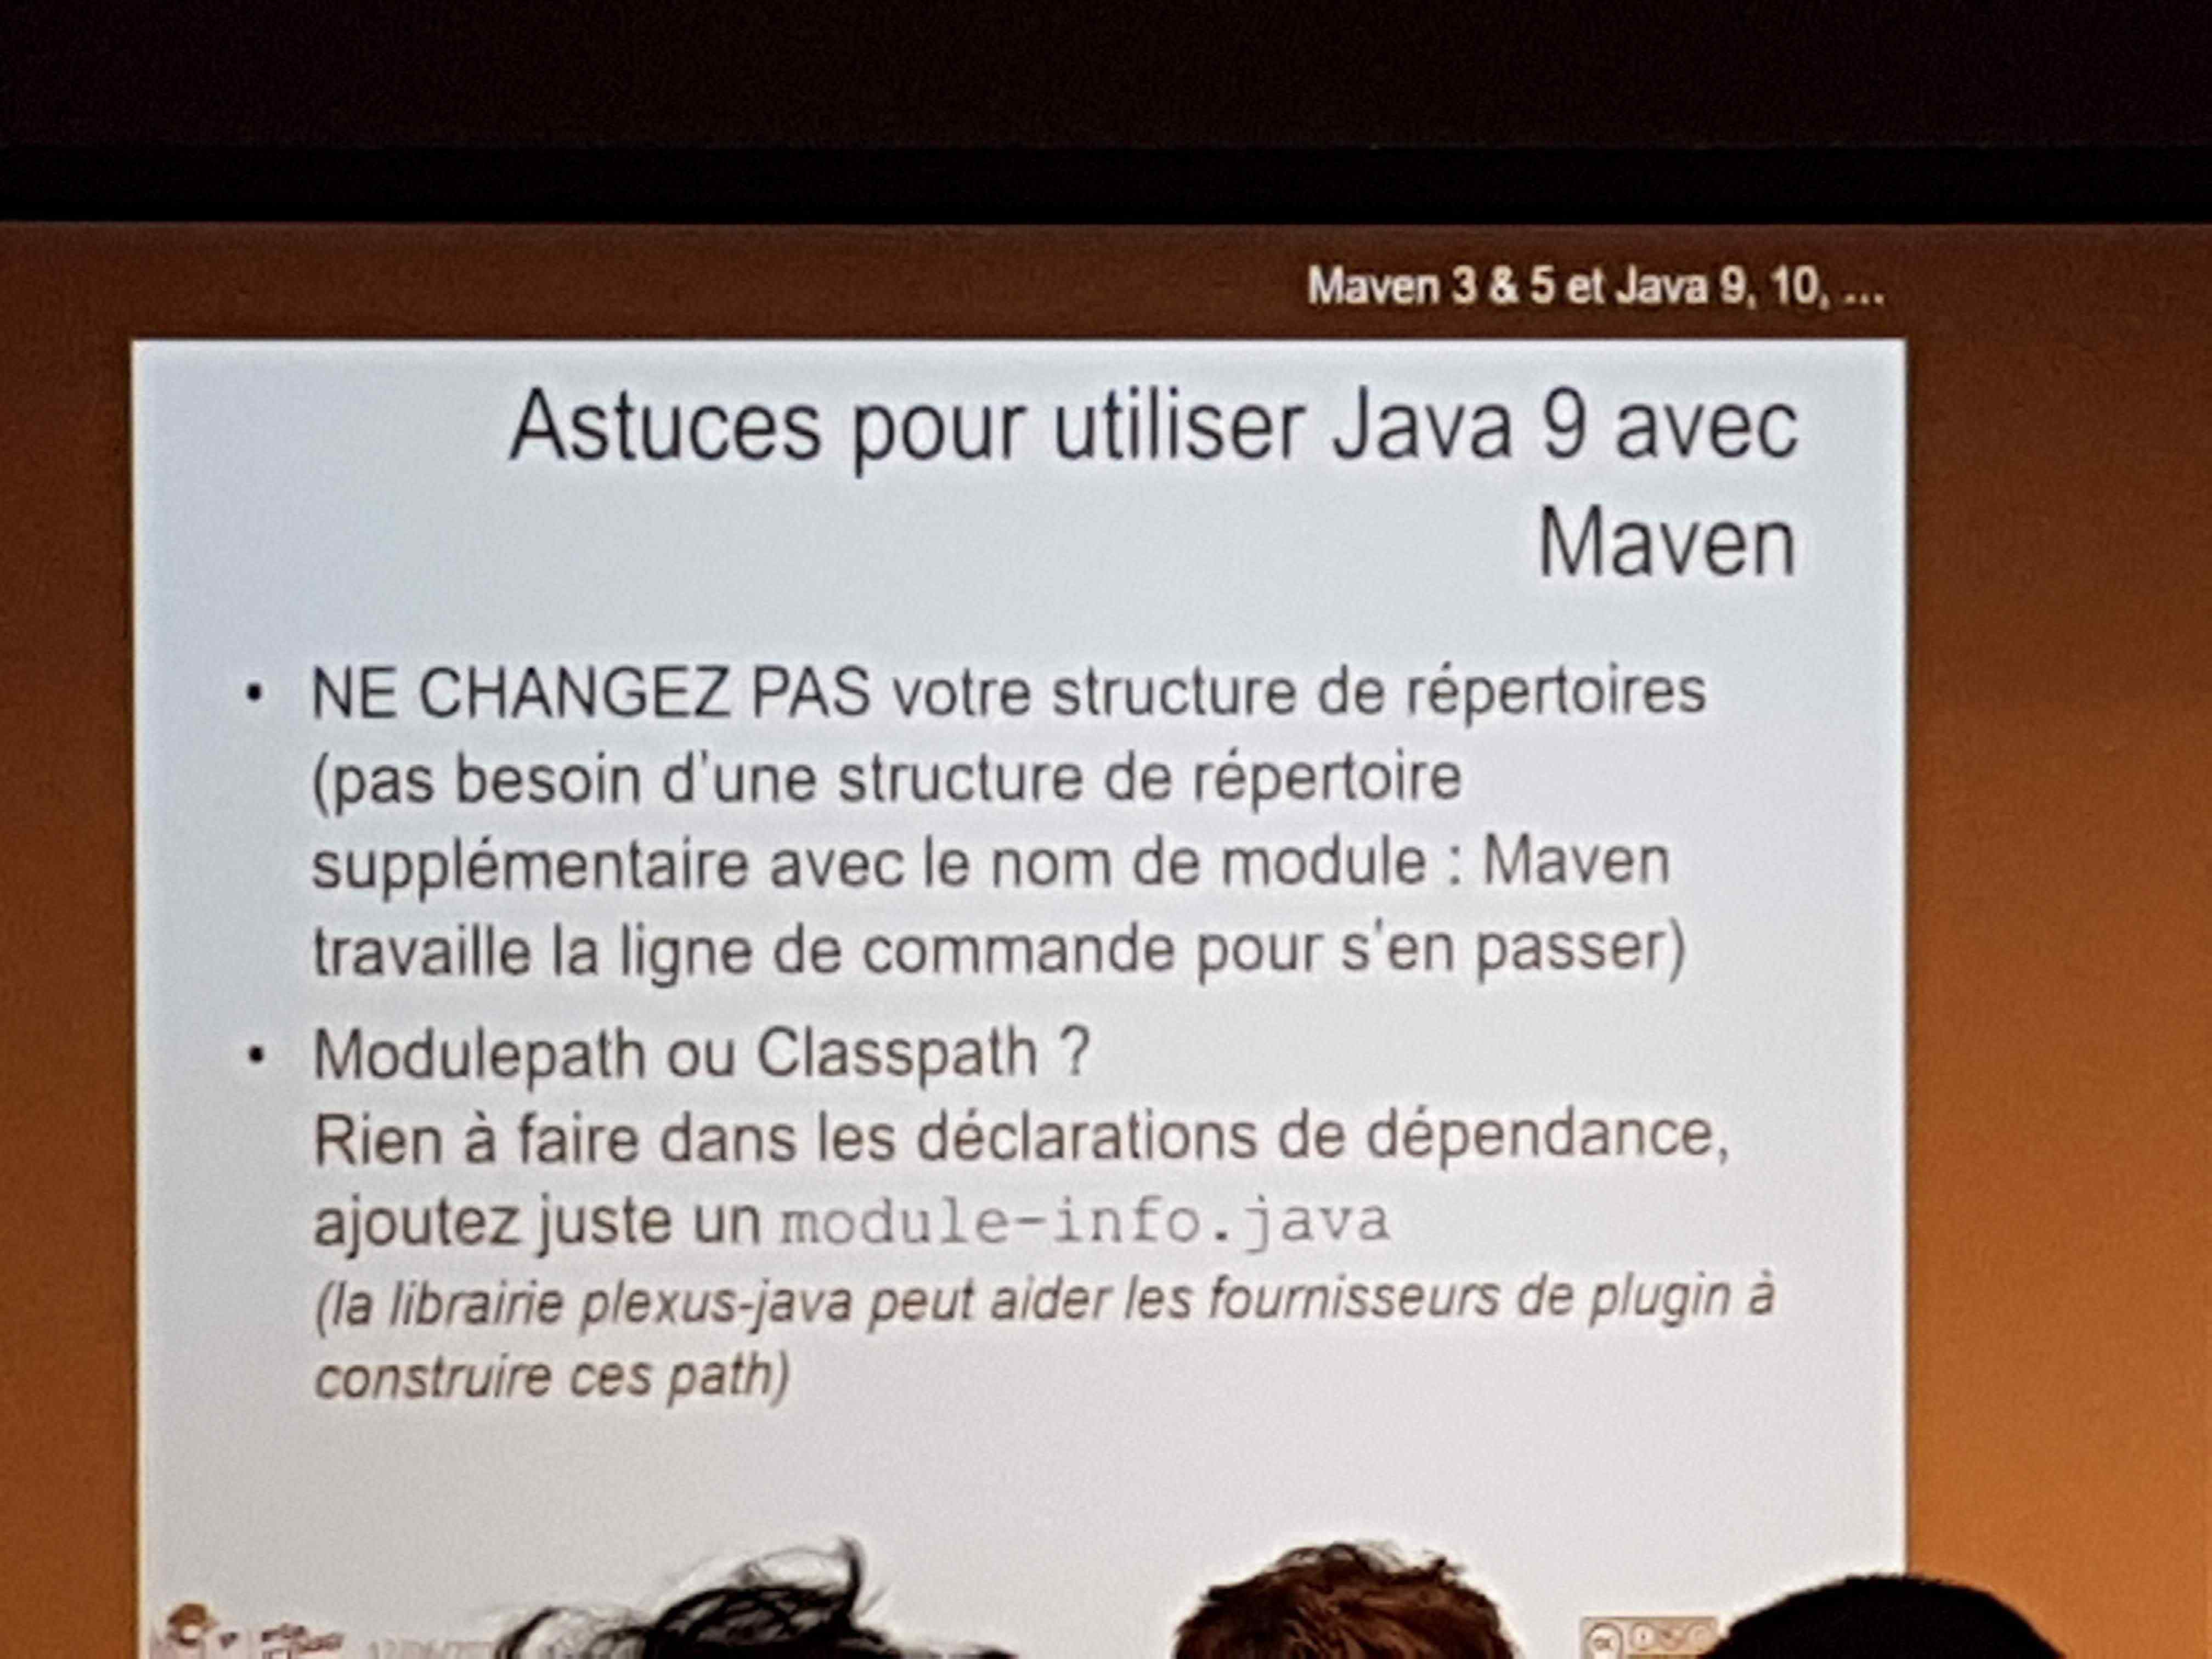 Maven 3 & 5 et Java 9, 10, ...
Astuces pour utiliser Java 9 avec
Maven
• NE CHANGEZ PAS votre structure de répertoires
(pas besoin d'une structure de répertoire
supplémentaire avec le nom de module : Maven
travaille la ligne de commande pour s'en passer)
• Modulepath ou Classpath ?
Rien à faire dans les déclarations de dépendance,
ajoutez juste un module-info.java
(la librairie plexus-java peut aider les fournisseurs de plugin à
construire ces path)